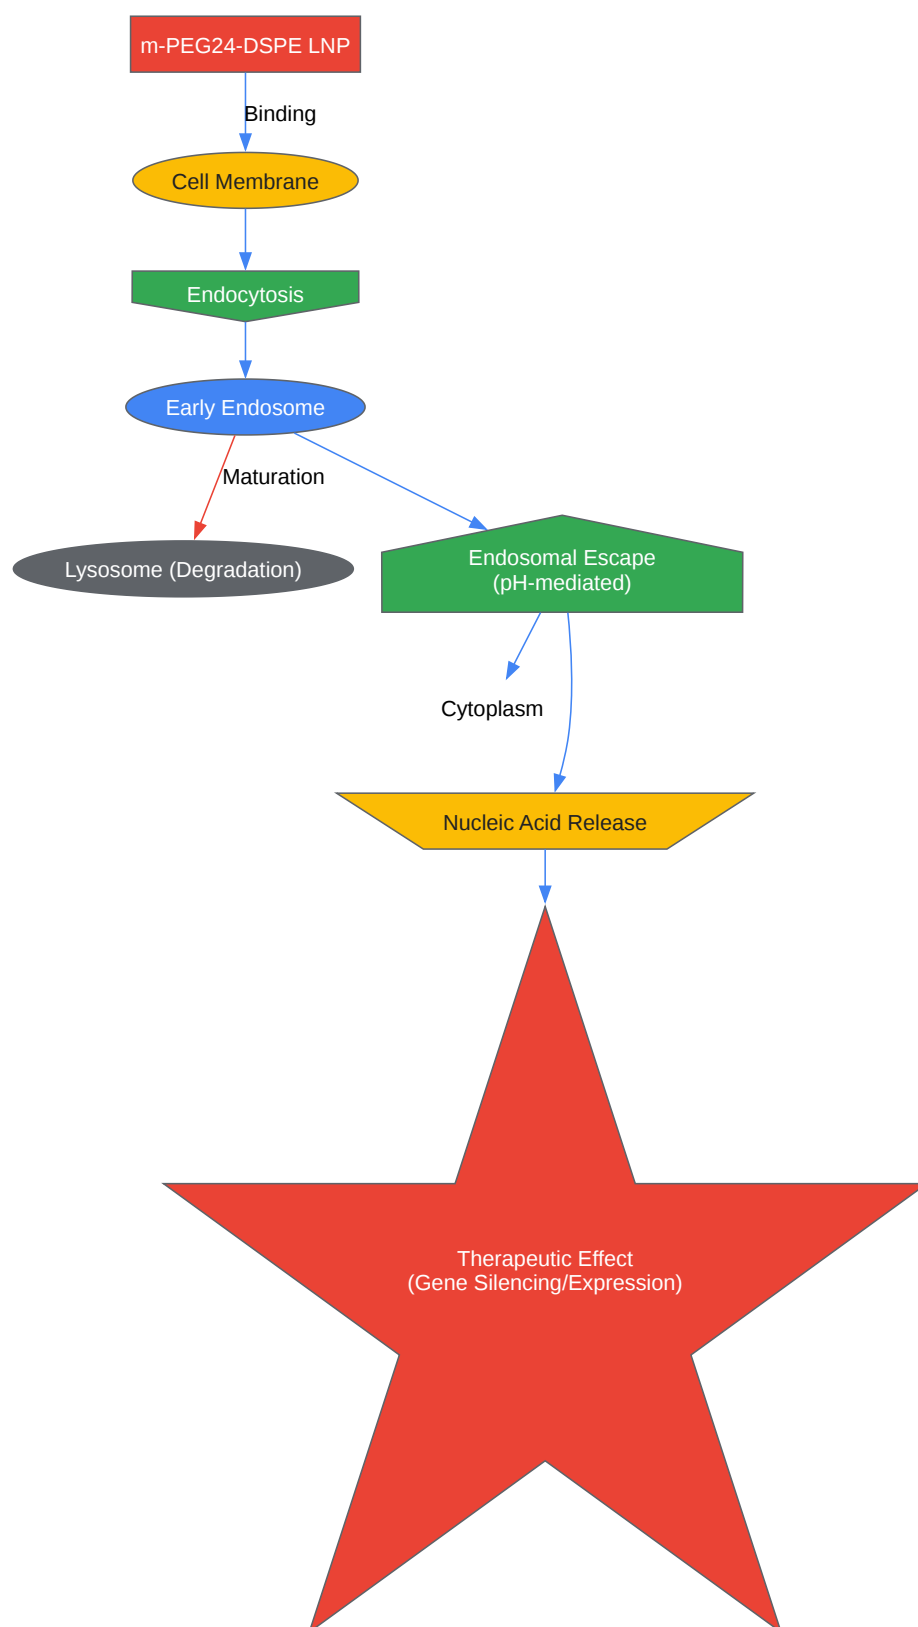 m-PEG24-DSPE LNP
Binding
Cell Membrane
Endocytosis
Early Endosome
Maturation
Endosomal Escape
(pH-mediated)
Lysosome (Degradation)
Cytoplasm
Nucleic Acid Release
Therapeutic Effect
(Gene Silencing/Expression)